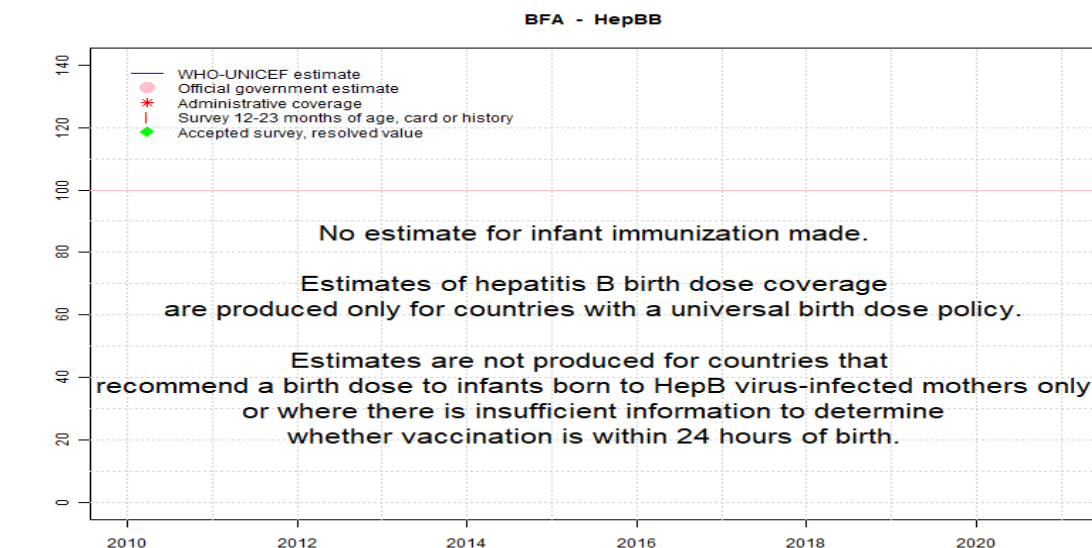 BFA - HepBB
WHO-UNICEF estimate
Official government estimate
Administrative coverage
Survey 12-23 months of age, card or history
Accepted survey, resolved value
140
120
100
80
60
40
20
0
No estimate for infant immunization made.
Estimates of hepatitis B birth dose coverage
are produced only for countries with a universal birth dose policy.
Estimates are not produced for countries that
recommend a birth dose to infants born to HepB virus-infected mothers only
or where there is insufficient information to determine
whether vaccination is within 24 hours of birth.
2010 2012 2014 2016 2018 2020